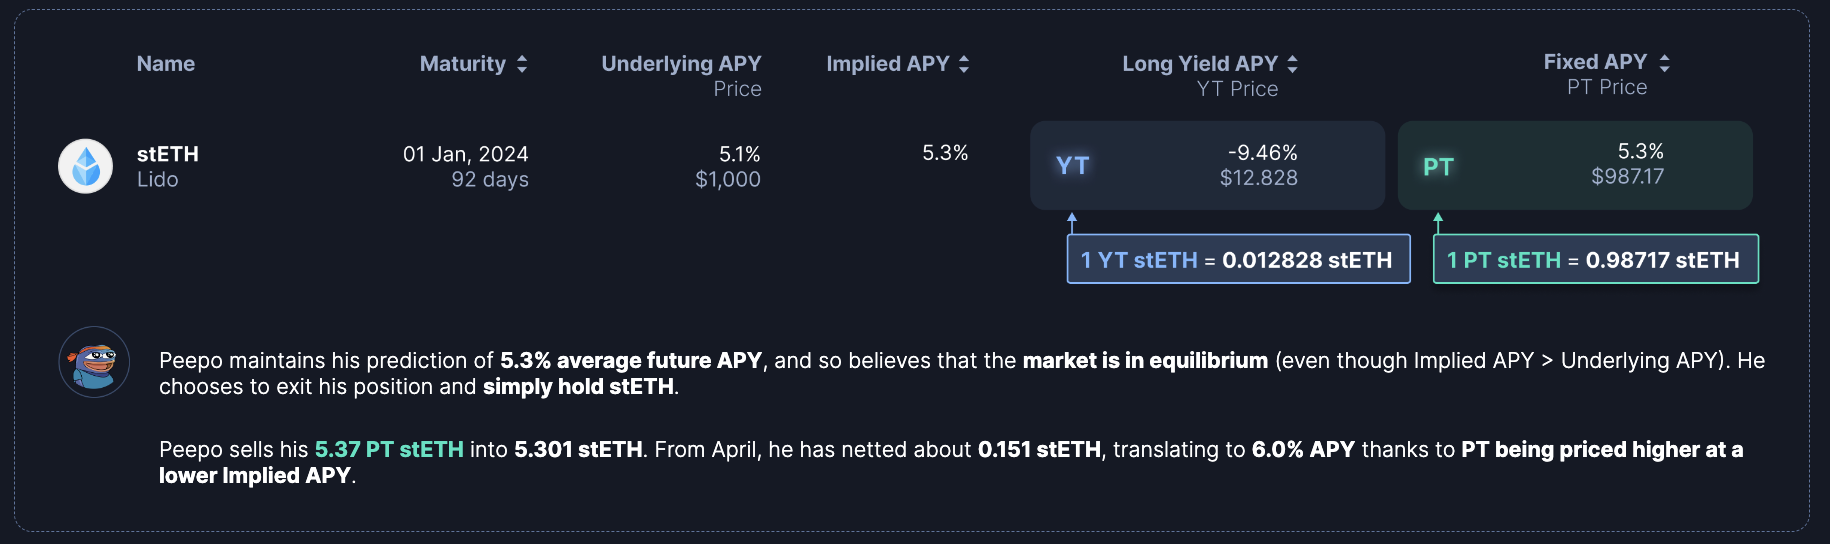 Name
Maturity
Underlying APY
Price
Implied APY
Long Yield APY
YT Price
Fixed APY
PT Price
stETH
Lido
01 Jan, 2024
92 days
5.1%
$1,000
5.3%
YT
-9.46%
$12.828
PT
5.3%
$987.17
1 YT stETH = 0.012828 stETH
1 PT stETH = 0.98717 stETH
Peepo maintains his prediction of 5.3% average future APY, and so believes that the market is in equilibrium (even though Implied APY > Underlying APY). He
chooses to exit his position and simply hold stETH.
Peepo sells his 5.37 PT stETH into 5.301 stETH. From April, he has netted about 0.151 stETH, translating to 6.0% APY thanks to PT being priced higher at a
lower Implied APY.